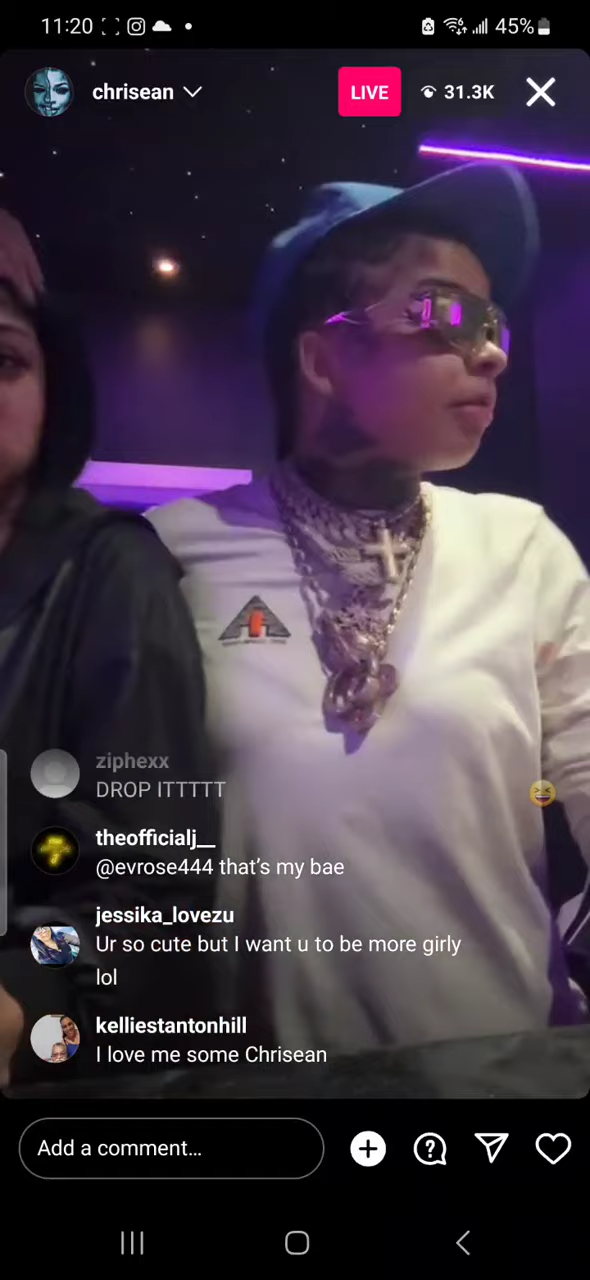 11:20
45%
chrisean
LIVE
31.3K
ziphexx
DROP ITTTTT
theofficialj__
@evrose444 that’s my bae
jessika_lovezu
Ur so cute but I want u to be more girly
lol
kelliestantonhill
I love me some Chrisean
Add a comment…